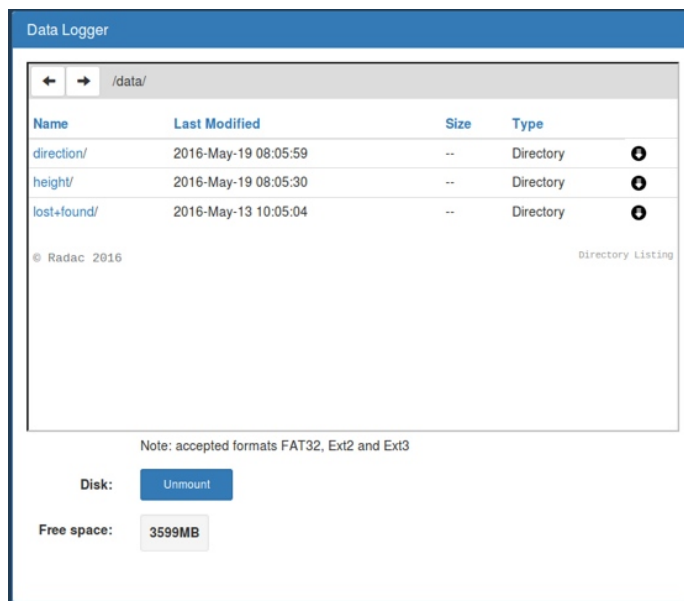 Data Logger
/data/
Name Last Modified Size Type
direction/ 2016-May-19 08:05:59 -- Directory
height/ 2016-May-19 08:05:30 -- Directory
lost+found/ 2016-May-13 10:05:04 -- Directory
© Radac 2016 Directory Listing
Note: accepted formats FAT32, Ext2 and Ext3
Disk: Unmount
Free space: 3599MB